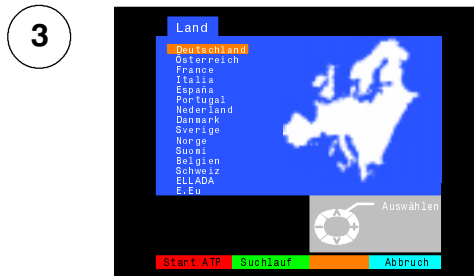 3
Land
Deutschland
Österreich
France
Italia
España
Portugal
Nederland
Danmark
Sverige
Norge
Suomi
Belgien
Schweiz
ELLADA
E.Eu
Auswählen
Start ATP Suchlauf Abbruch